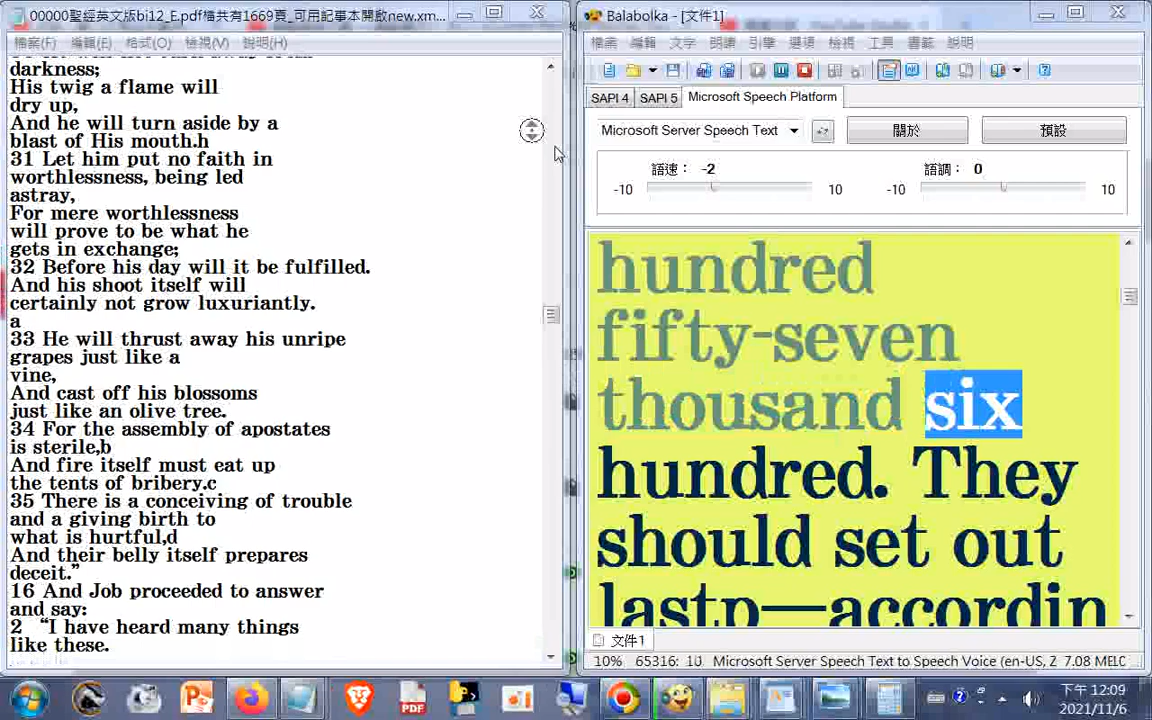 00000聖經英文版bi12_E.pdf檔共有1669頁_可用記事本開啟new.xm...
檔案(F) 編輯(E) 格式(O) 檢視(V) 說明(H)
darkness;
His twig a flame will
dry up,
And he will turn aside by a
blast of His mouth.h
31 Let him put no faith in
worthlessness, being led
astray,
For mere worthlessness
will prove to be what he
gets in exchange;
32 Before his day will it be fulfilled.
And his shoot itself will
certainly not grow luxuriantly.
a
33 He will thrust away his unripe
grapes just like a
vine,
And cast off his blossoms
just like an olive tree.
34 For the assembly of apostates
is sterile,b
And fire itself must eat up
the tents of bribery.c
35 There is a conceiving of trouble
and a giving birth to
what is hurtful,d
And their belly itself prepares
deceit.”
16 And Job proceeded to answer
and say:
2 “I have heard many things
like these.
Balabolka - [文件1]
檔案 編輯 文字 朗讀 引擎 選項 檢視 工具 書籤 說明
SAPI 4 SAPI 5 Microsoft Speech Platform
Microsoft Server Speech Text 關於 預設
語速： -2 語調： 0
-10 10 -10 10
hundred
fifty-seven
thousand six
hundred. They
should set out
lastp—accordin
文件1
10% 65316: 10 Microsoft Server Speech Text to Speech Voice (en-US, Z 7.08 MELC
PDF
下午 12:09
2021/11/6